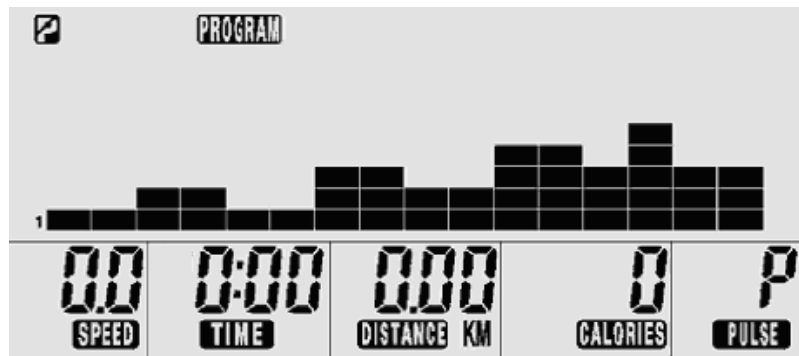 P PROGRAM
1
0.0 0:00 0.00 0 P
SPEED TIME DISTANCE KM CALORIES PULSE